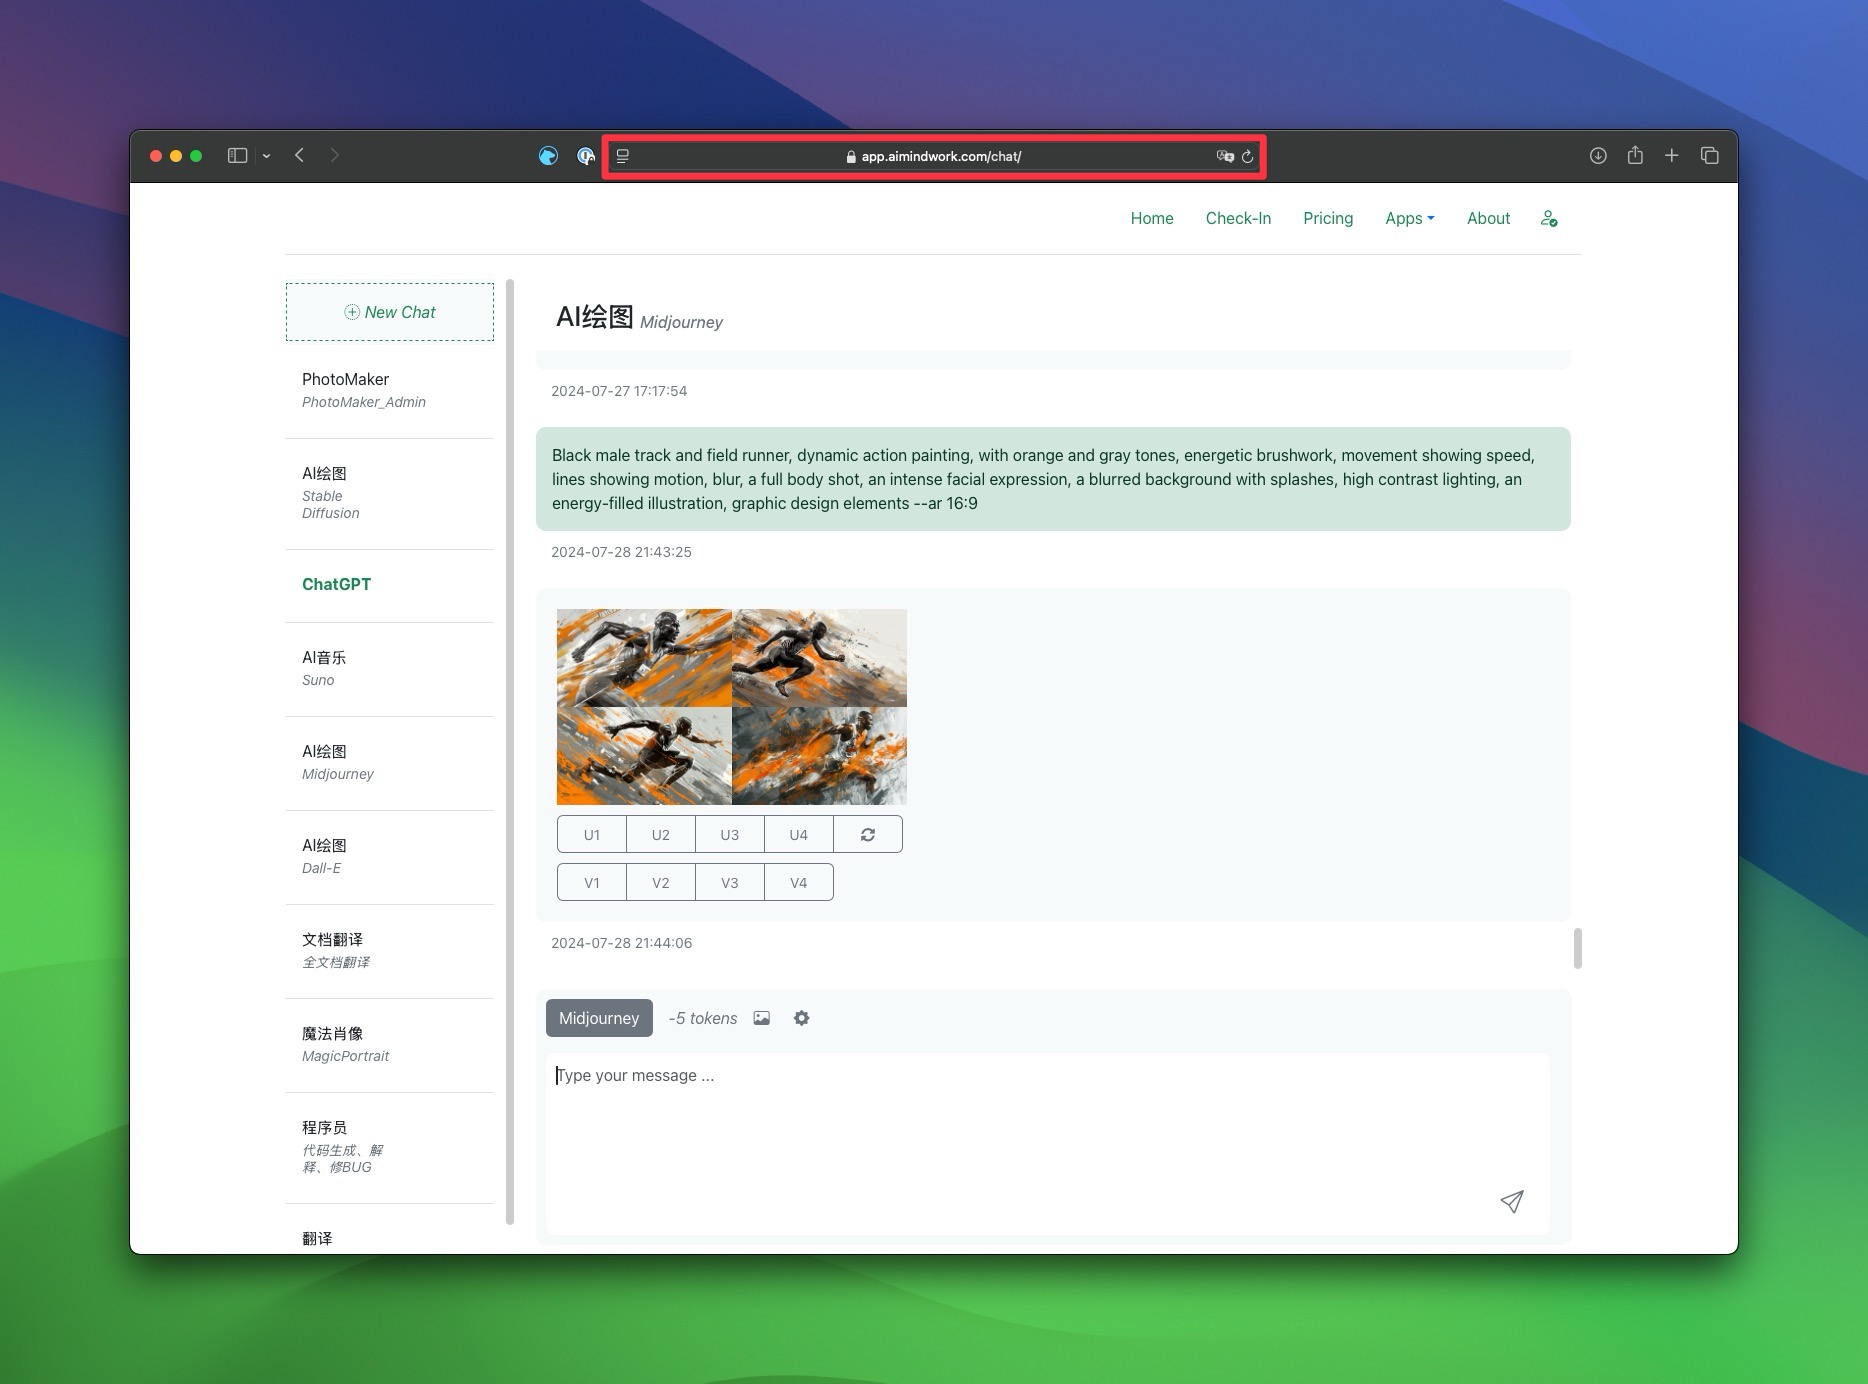 app.aimindwork.com/chat/
Home Check-In Pricing Apps About
New Chat
PhotoMaker
PhotoMaker_Admin
AI绘图
Stable
Diffusion
ChatGPT
AI音乐
Suno
AI绘图
Midjourney
AI绘图
Dall-E
文档翻译
全文档翻译
魔法肖像
MagicPortrait
程序员
代码生成、解
释、修BUG
翻译
AI绘图 Midjourney
2024-07-27 17:17:54
Black male track and field runner, dynamic action painting, with orange and gray tones, energetic brushwork, movement showing speed,
lines showing motion, blur, a full body shot, an intense facial expression, a blurred background with splashes, high contrast lighting, an
energy-filled illustration, graphic design elements --ar 16:9
2024-07-28 21:43:25
U1 U2 U3 U4
V1 V2 V3 V4
2024-07-28 21:44:06
Midjourney -5 tokens
Type your message ...